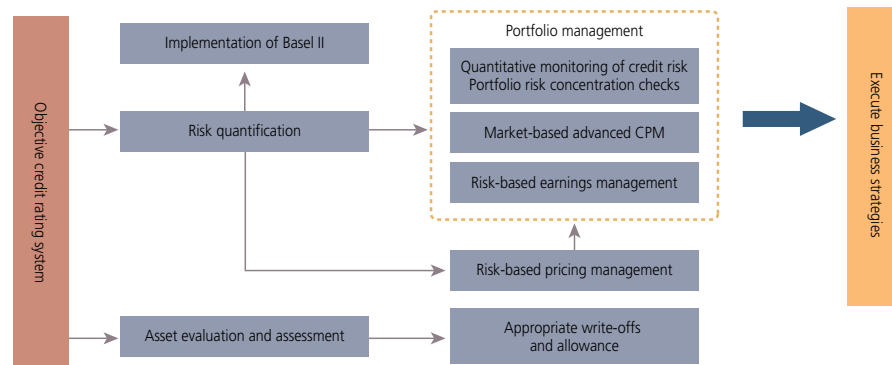 Objective credit rating system
Implementation of Basel II
Risk quantification
Asset evaluation and assessment
Portfolio management
Quantitative monitoring of credit risk
Portfolio risk concentration checks
Market-based advanced CPM
Risk-based earnings management
Risk-based pricing management
Appropriate write-offs
and allowance
Execute business strategies